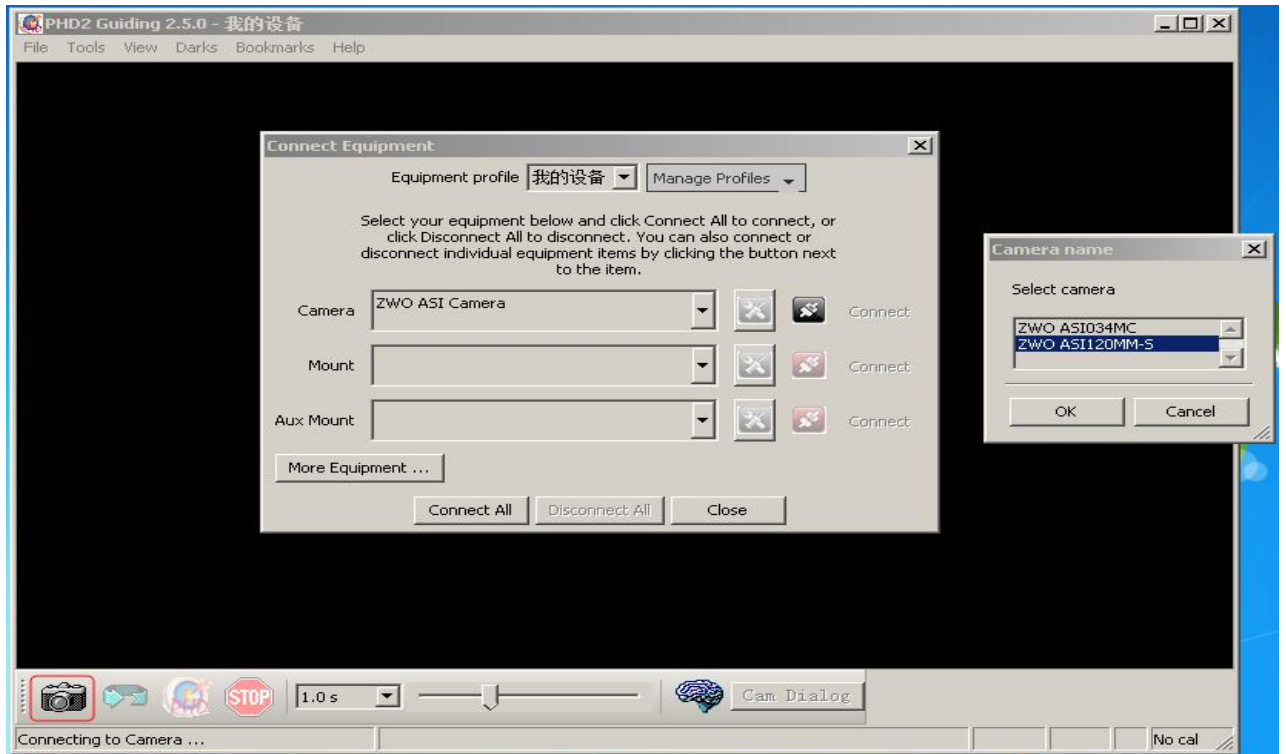 PHD2 Guiding 2.5.0 - 我的设备
File Tools View Darks Bookmarks Help
Connect Equipment
Equipment profile 我的设备 Manage Profiles
Select your equipment below and click Connect All to connect, or
click Disconnect All to disconnect. You can also connect or
disconnect individual equipment items by clicking the button next
to the item.
Camera ZWO ASI Camera Connect
Mount Connect
Aux Mount Connect
More Equipment ...
Connect All Disconnect All Close
Camera name
Select camera
ZWO ASI034MC
ZWO ASI120MM-S
OK Cancel
STOP 1.0 s Cam Dialog
Connecting to Camera ... No cal